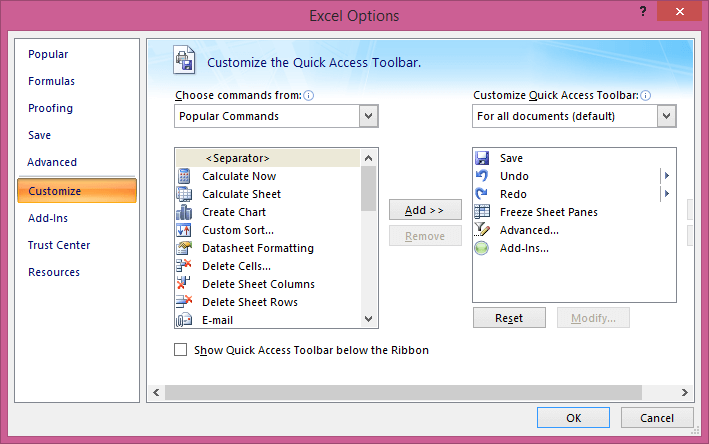 Excel Options
?
Popular
Formulas
Proofing
Save
Advanced
Customize
Add-Ins
Trust Center
Resources
Customize the Quick Access Toolbar.
Choose commands from:
Popular Commands
<Separator>
Calculate Now
Calculate Sheet
Create Chart
Custom Sort...
Datasheet Formatting
Delete Cells...
Delete Sheet Columns
Delete Sheet Rows
E-mail
Add >>
Remove
Customize Quick Access Toolbar:
For all documents (default)
Save
Undo
Redo
Freeze Sheet Panes
Advanced...
Add-Ins...
Reset
Modify...
Show Quick Access Toolbar below the Ribbon
OK
Cancel